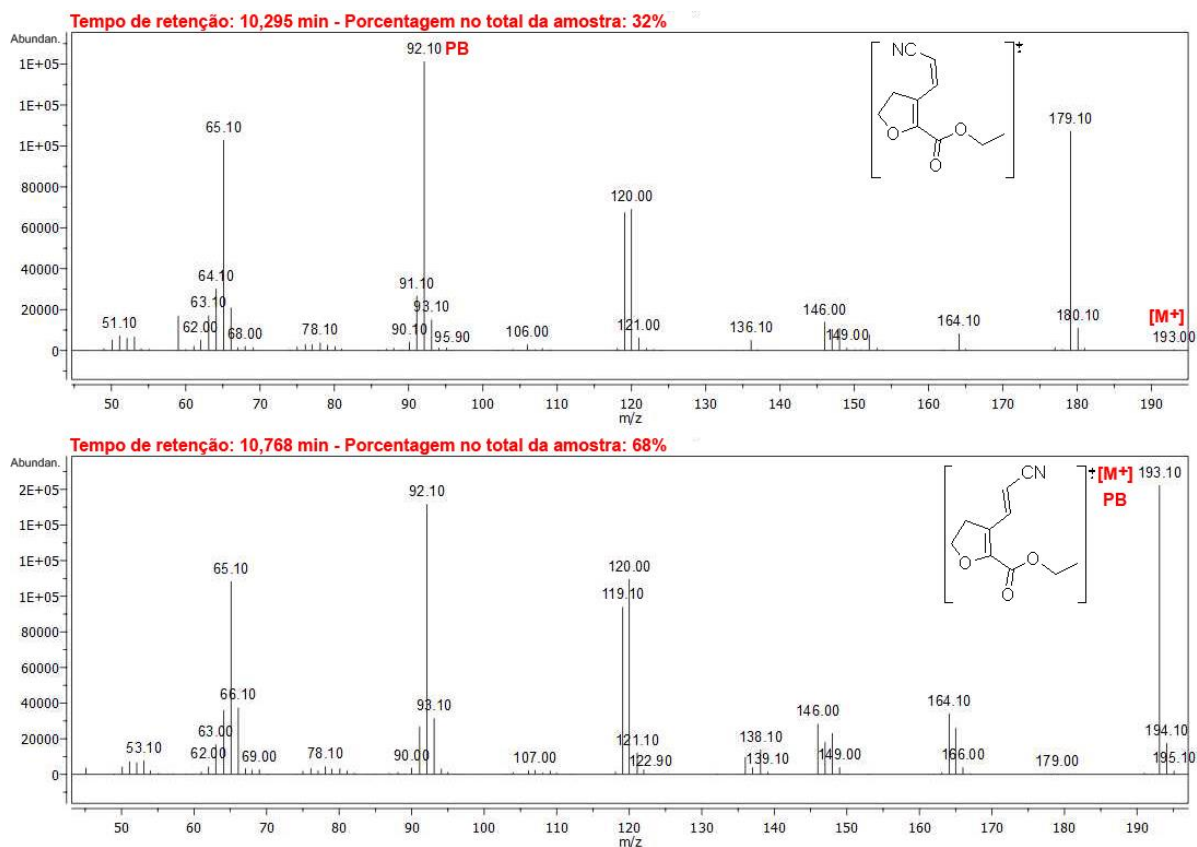 Tempo de retenção: 10,295 min - Porcentagem no total da amostra: 32%
Abundan.
1E+05
1E+05
1E+05
80000
60000
40000
20000
0
92.10 PB
65.10
179.10
120.00
64.10
91.10
63.10
93.10
51.10
62.00
68.00
78.10
90.10
95.90
106.00
121.00
136.10
146.00
149.00
164.10
180.10
[M+]
193.00
NC
O
O
O
50 60 70 80 90 100 110 120 130 140 150 160 170 180 190
m/z
Tempo de retenção: 10,768 min - Porcentagem no total da amostra: 68%
Abundan.
2E+05
1E+05
1E+05
1E+05
80000
60000
40000
20000
0
92.10
[M+] 193.10
PB
65.10
120.00
119.10
66.10
93.10
63.00
53.10
62.00
69.00
78.10
90.00
107.00
121.10
122.90
138.10
139.10
146.00
149.00
164.10
166.00
179.00
194.10
195.10
CN
O
O
O
50 60 70 80 90 100 110 120 130 140 150 160 170 180 190
m/z